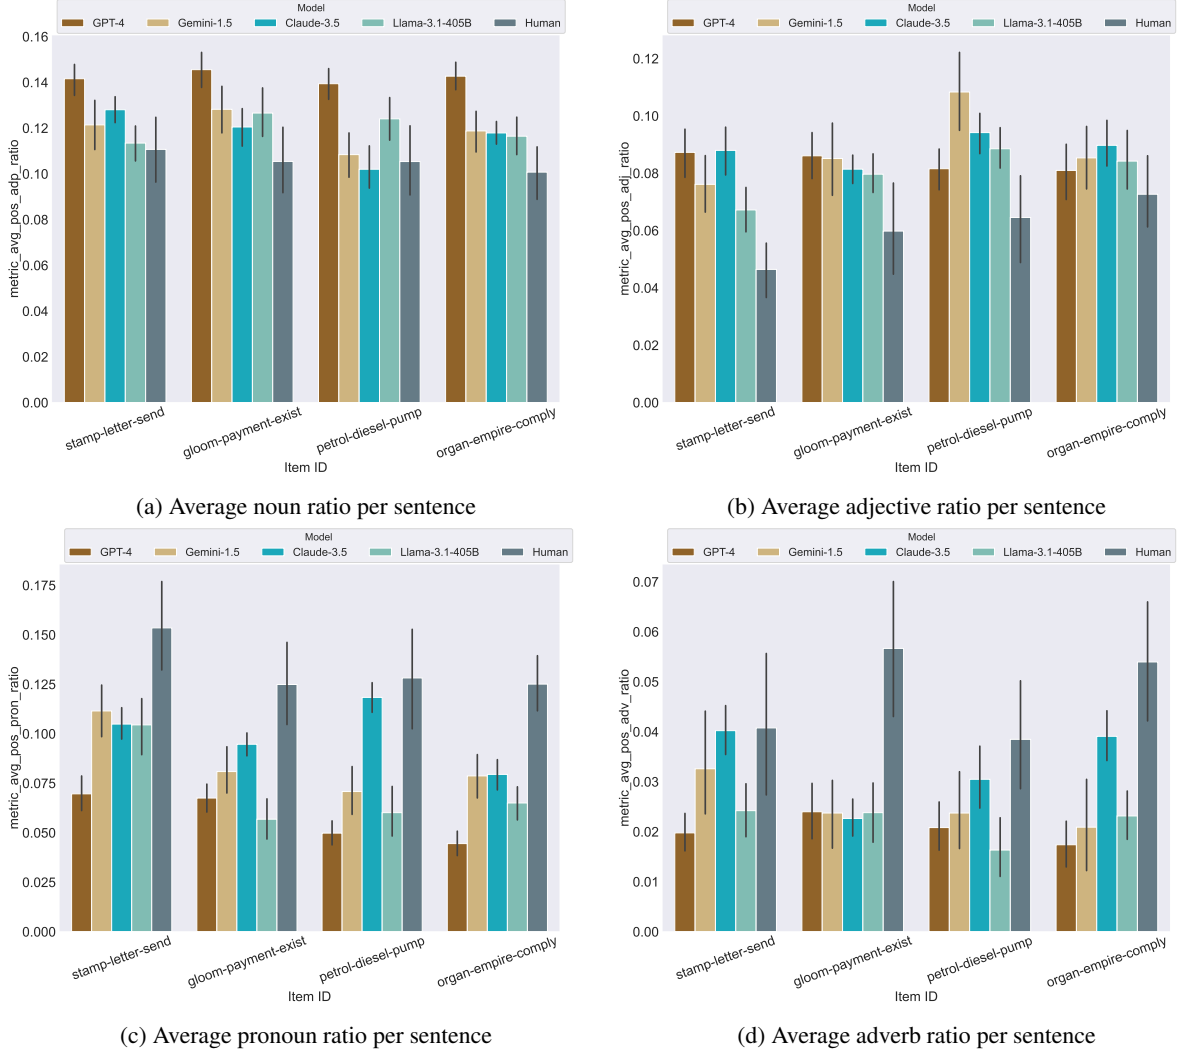 Model
GPT-4 Gemini-1.5 Claude-3.5 Llama-3.1-405B Human
metric_avg_pos_adp_ratio
0.16
0.14
0.12
0.10
0.08
0.06
0.04
0.02
0.00
stamp-letter-send gloom-payment-exist petrol-diesel-pump organ-empire-comply
Item ID
(a) Average noun ratio per sentence
Model
GPT-4 Gemini-1.5 Claude-3.5 Llama-3.1-405B Human
metric_avg_pos_adj_ratio
0.12
0.10
0.08
0.06
0.04
0.02
0.00
stamp-letter-send gloom-payment-exist petrol-diesel-pump organ-empire-comply
Item ID
(b) Average adjective ratio per sentence
Model
GPT-4 Gemini-1.5 Claude-3.5 Llama-3.1-405B Human
metric_avg_pos_pron_ratio
0.175
0.150
0.125
0.100
0.075
0.050
0.025
0.000
stamp-letter-send gloom-payment-exist petrol-diesel-pump organ-empire-comply
Item ID
(c) Average pronoun ratio per sentence
Model
GPT-4 Gemini-1.5 Claude-3.5 Llama-3.1-405B Human
metric_avg_pos_adv_ratio
0.07
0.06
0.05
0.04
0.03
0.02
0.01
0.00
stamp-letter-send gloom-payment-exist petrol-diesel-pump organ-empire-comply
Item ID
(d) Average adverb ratio per sentence